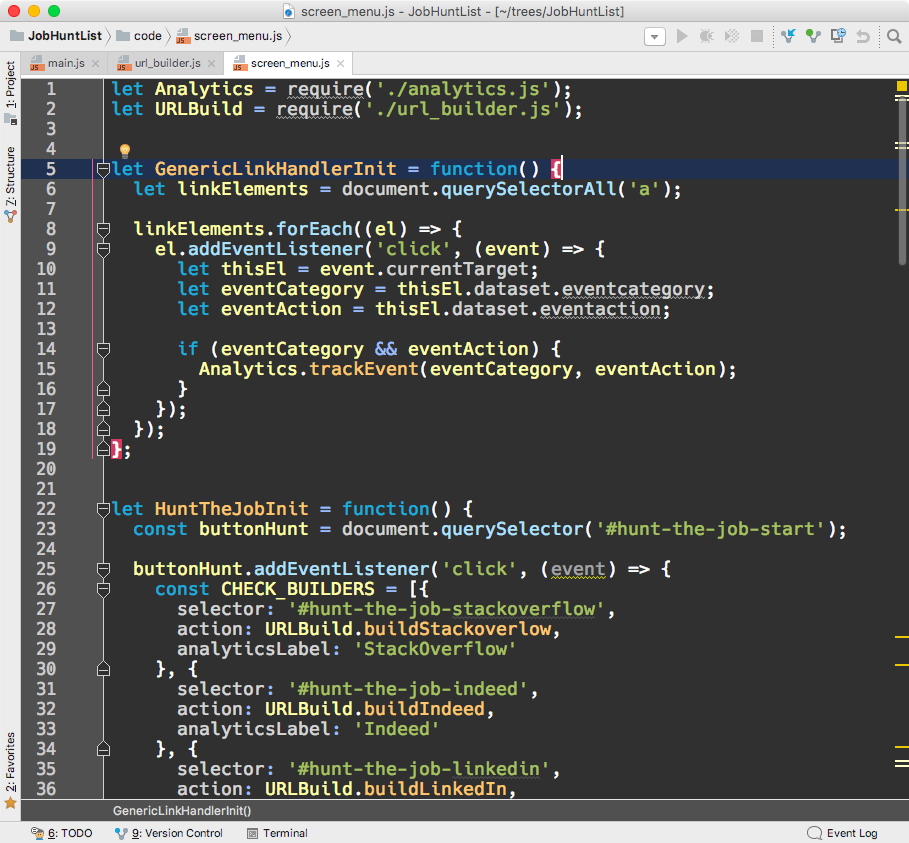 screen_menu.js - JobHuntList - [~/trees/JobHuntList]
JobHuntList code screen_menu.js
main.js url_builder.js screen_menu.js
1: Project
7: Structure
2: Favorites
1 let Analytics = require('./analytics.js');
2 let URLBuild = require('./url_builder.js');
3
4
5 let GenericLinkHandlerInit = function() {
6 let linkElements = document.querySelectorAll('a');
7
8 linkElements.forEach((el) => {
9 el.addEventListener('click', (event) => {
10 let thisEl = event.currentTarget;
11 let eventCategory = thisEl.dataset.eventcategory;
12 let eventAction = thisEl.dataset.eventaction;
13
14 if (eventCategory && eventAction) {
15 Analytics.trackEvent(eventCategory, eventAction);
16 }
17 });
18 });
19 };
20
21
22 let HuntTheJobInit = function() {
23 const buttonHunt = document.querySelector('#hunt-the-job-start');
24
25 buttonHunt.addEventListener('click', (event) => {
26 const CHECK_BUILDERS = [{
27 selector: '#hunt-the-job-stackoverflow',
28 action: URLBuild.buildStackoverlow,
29 analyticsLabel: 'StackOverflow'
30 }, {
31 selector: '#hunt-the-job-indeed',
32 action: URLBuild.buildIndeed,
33 analyticsLabel: 'Indeed'
34 }, {
35 selector: '#hunt-the-job-linkedin',
36 action: URLBuild.buildLinkedIn,
GenericLinkHandlerInit()
6: TODO 9: Version Control Terminal Event Log